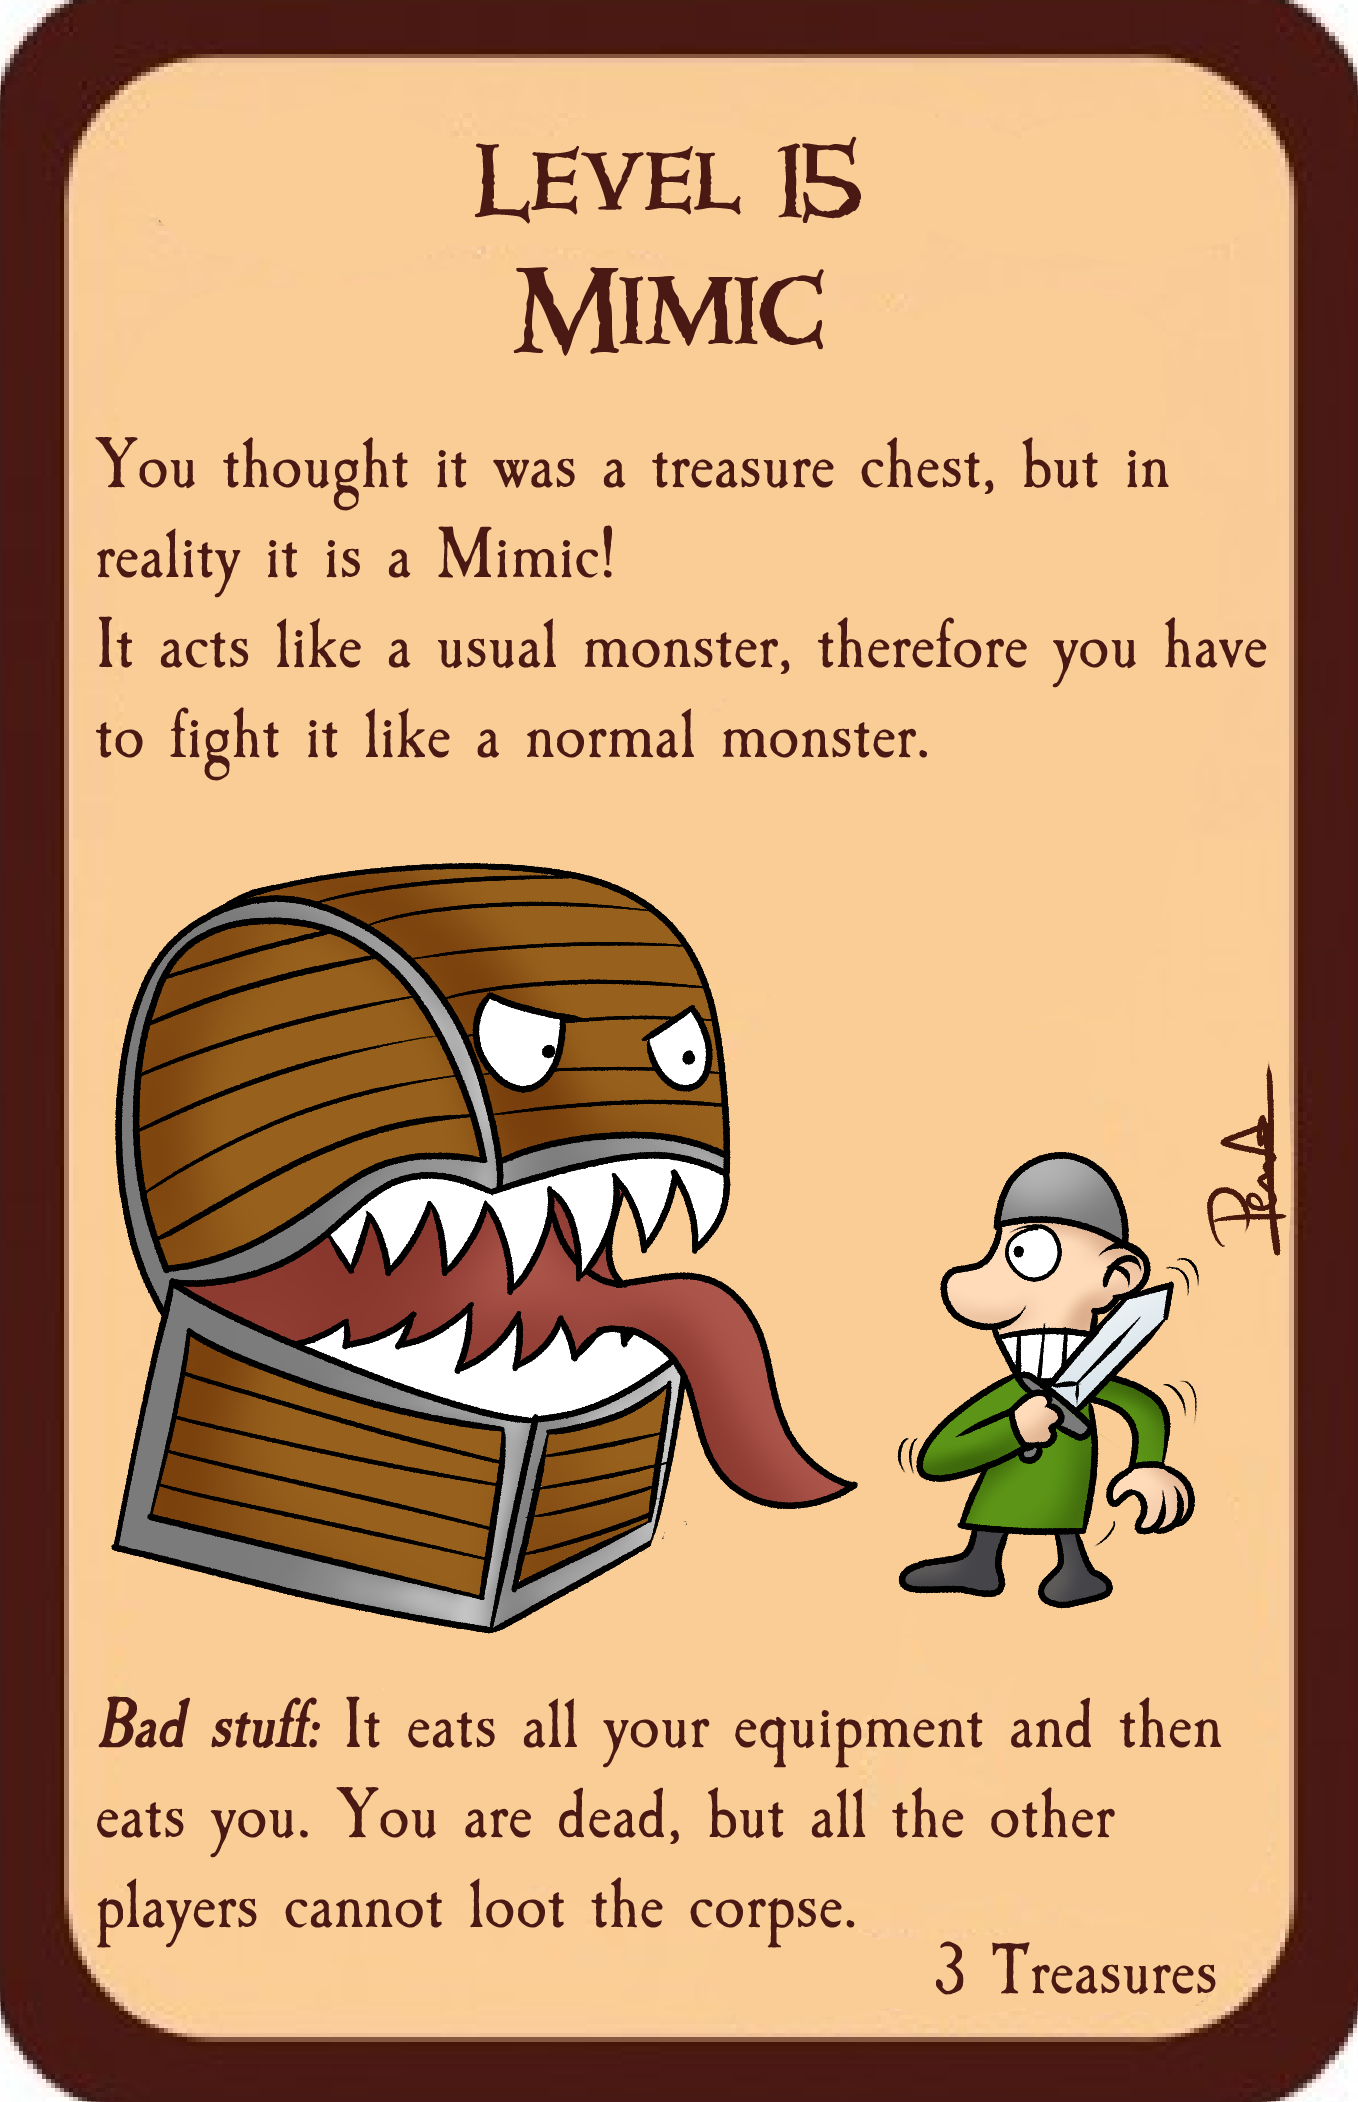 Level 15
Mimic
You thought it was a treasure chest, but in
reality it is a Mimic!
It acts like a usual monster, therefore you have
to fight it like a normal monster.
Bad stuff: It eats all your equipment and then
eats you. You are dead, but all the other
players cannot loot the corpse.
3 Treasures